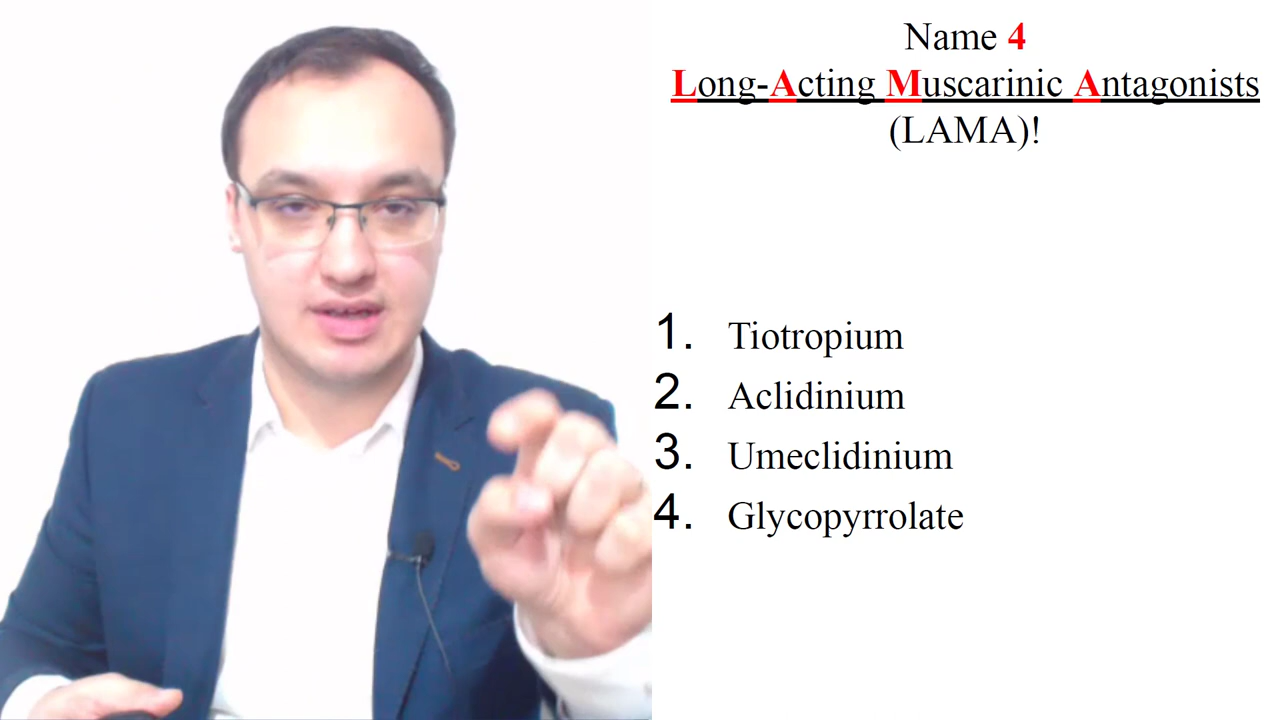 Name 4
Long-Acting Muscarinic Antagonists
(LAMA)!
1. Tiotropium
2. Aclidinium
3. Umeclidinium
4. Glycopyrrolate